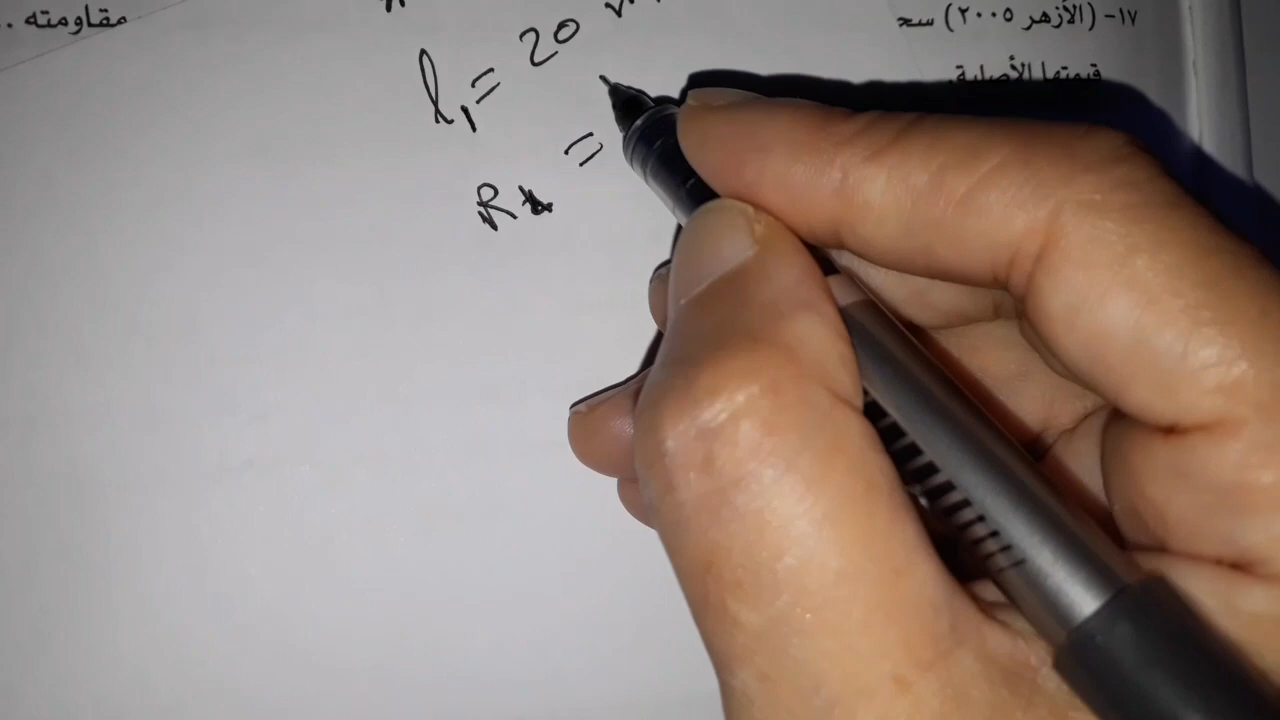 مقاومته ..
١٧- (الأزهر ٢٠٠٥) سح
قيمتها الأصلية.
l₁ = 20
R =